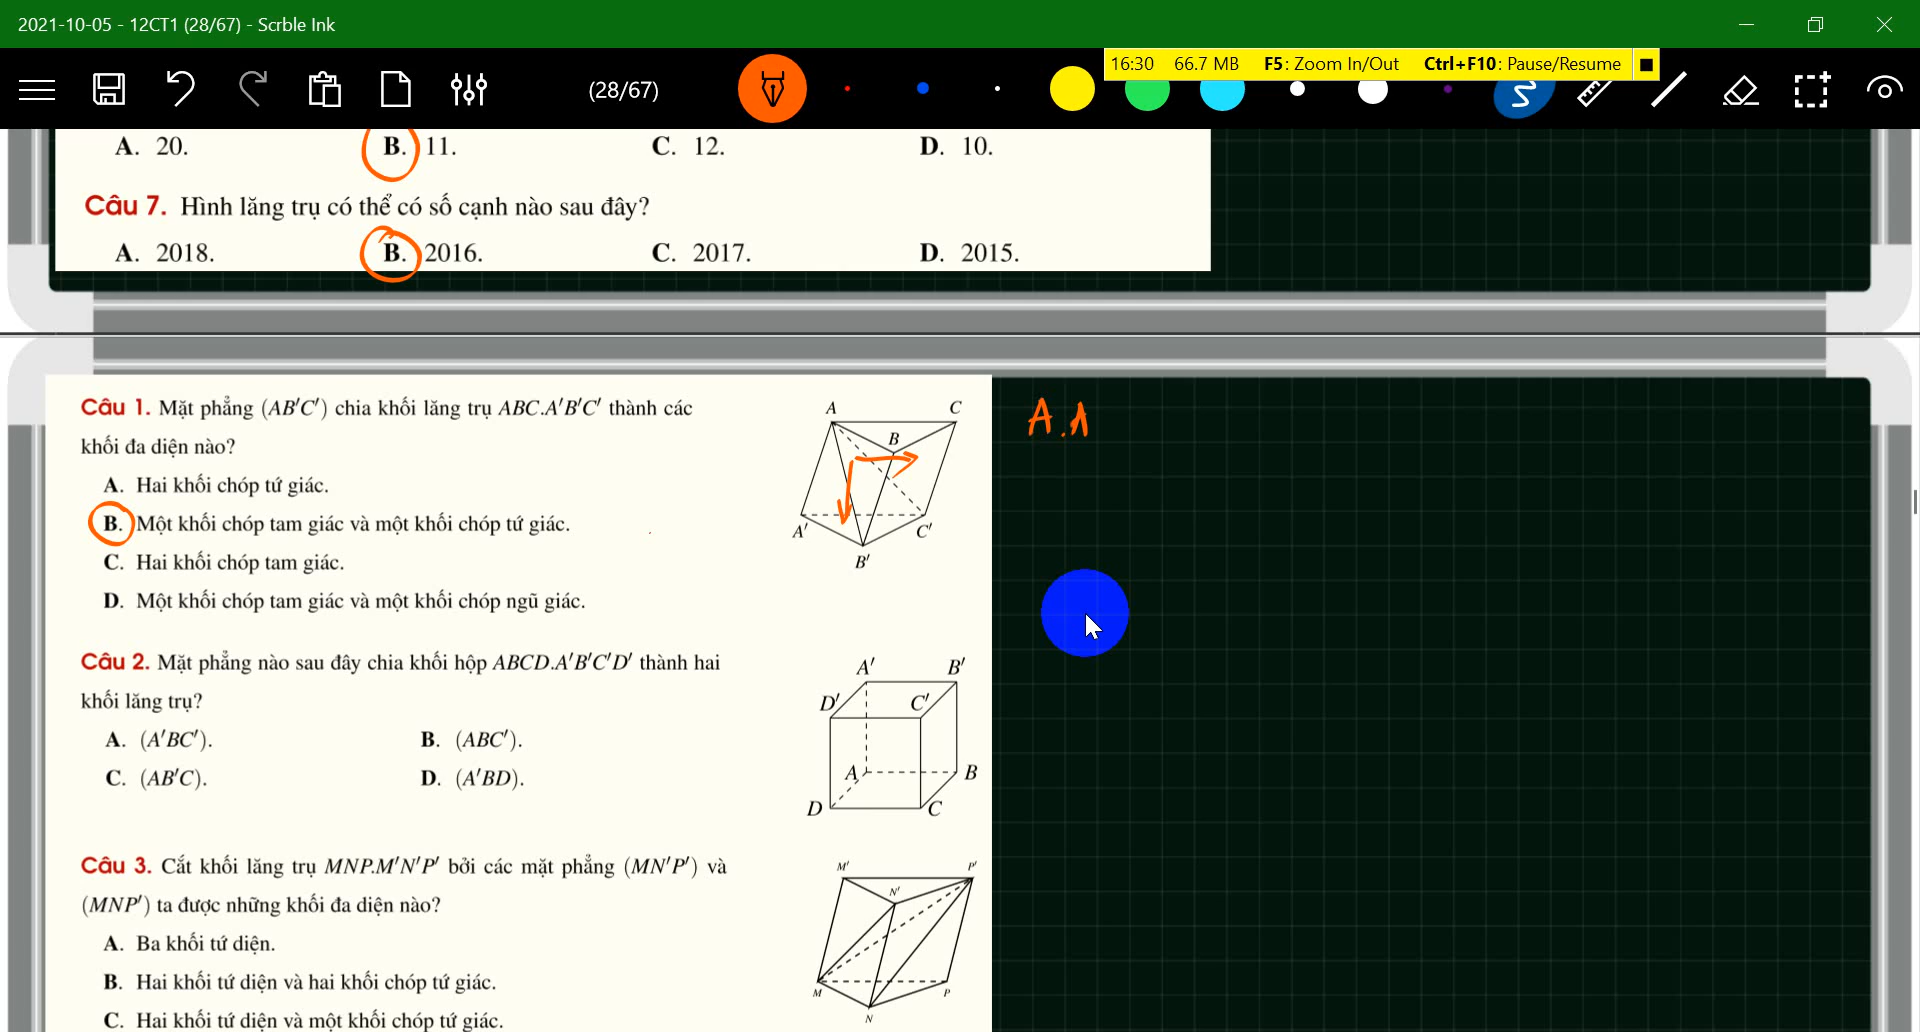 2021-10-05 - 12CT1 (28/67) - Scrble Ink
(28/67)
16:30 66.7 MB F5: Zoom In/Out Ctrl+F10: Pause/Resume
A. 20. B. 11. C. 12. D. 10.
Câu 7. Hình lăng trụ có thể có số cạnh nào sau đây?
A. 2018. B. 2016. C. 2017. D. 2015.
Câu 1. Mặt phẳng (AB′C′) chia khối lăng trụ ABC.A′B′C′ thành các
khối đa diện nào?
A. Hai khối chóp tứ giác.
B. Một khối chóp tam giác và một khối chóp tứ giác.
C. Hai khối chóp tam giác.
D. Một khối chóp tam giác và một khối chóp ngũ giác.
A C
B
A′ C′
B′
A.A
Câu 2. Mặt phẳng nào sau đây chia khối hộp ABCD.A′B′C′D′ thành hai
khối lăng trụ?
A. (A′BC′). B. (ABC′).
C. (AB′C). D. (A′BD).
A′ B′
D′ C′
A B
D C
Câu 3. Cắt khối lăng trụ MNP.M′N′P′ bởi các mặt phẳng (MN′P′) và
(MNP′) ta được những khối đa diện nào?
A. Ba khối tứ diện.
B. Hai khối tứ diện và hai khối chóp tứ giác.
C. Hai khối tứ diện và một khối chóp tứ giác.
M′ P′
N′
M P
N